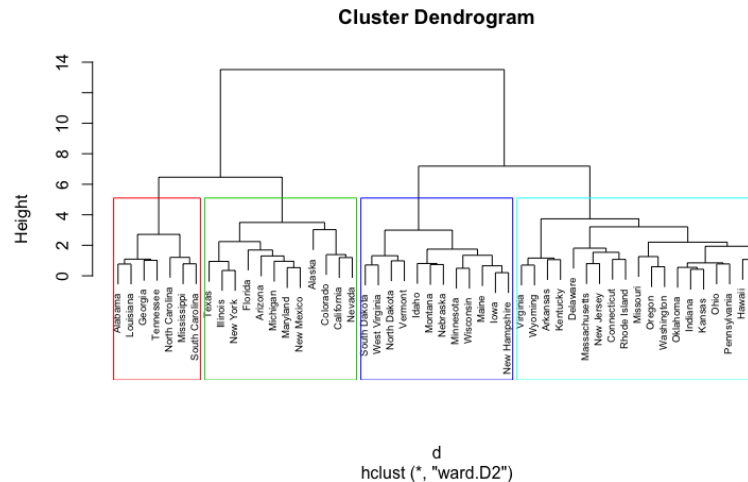 Cluster Dendrogram
Height
14
10
8
6
4
2
0
Alabama
Louisiana
Georgia
Tennessee
North Carolina
Mississippi
South Carolina
Texas
Illinois
New York
Florida
Arizona
Michigan
Maryland
New Mexico
Alaska
Colorado
California
Nevada
South Dakota
West Virginia
North Dakota
Vermont
Idaho
Montana
Nebraska
Minnesota
Wisconsin
Maine
Iowa
New Hampshire
Virginia
Wyoming
Arkansas
Kentucky
Delaware
Massachusetts
New Jersey
Connecticut
Rhode Island
Missouri
Oregon
Washington
Oklahoma
Indiana
Kansas
Ohio
Pennsylvania
Hawaii
d
hclust (*, "ward.D2")